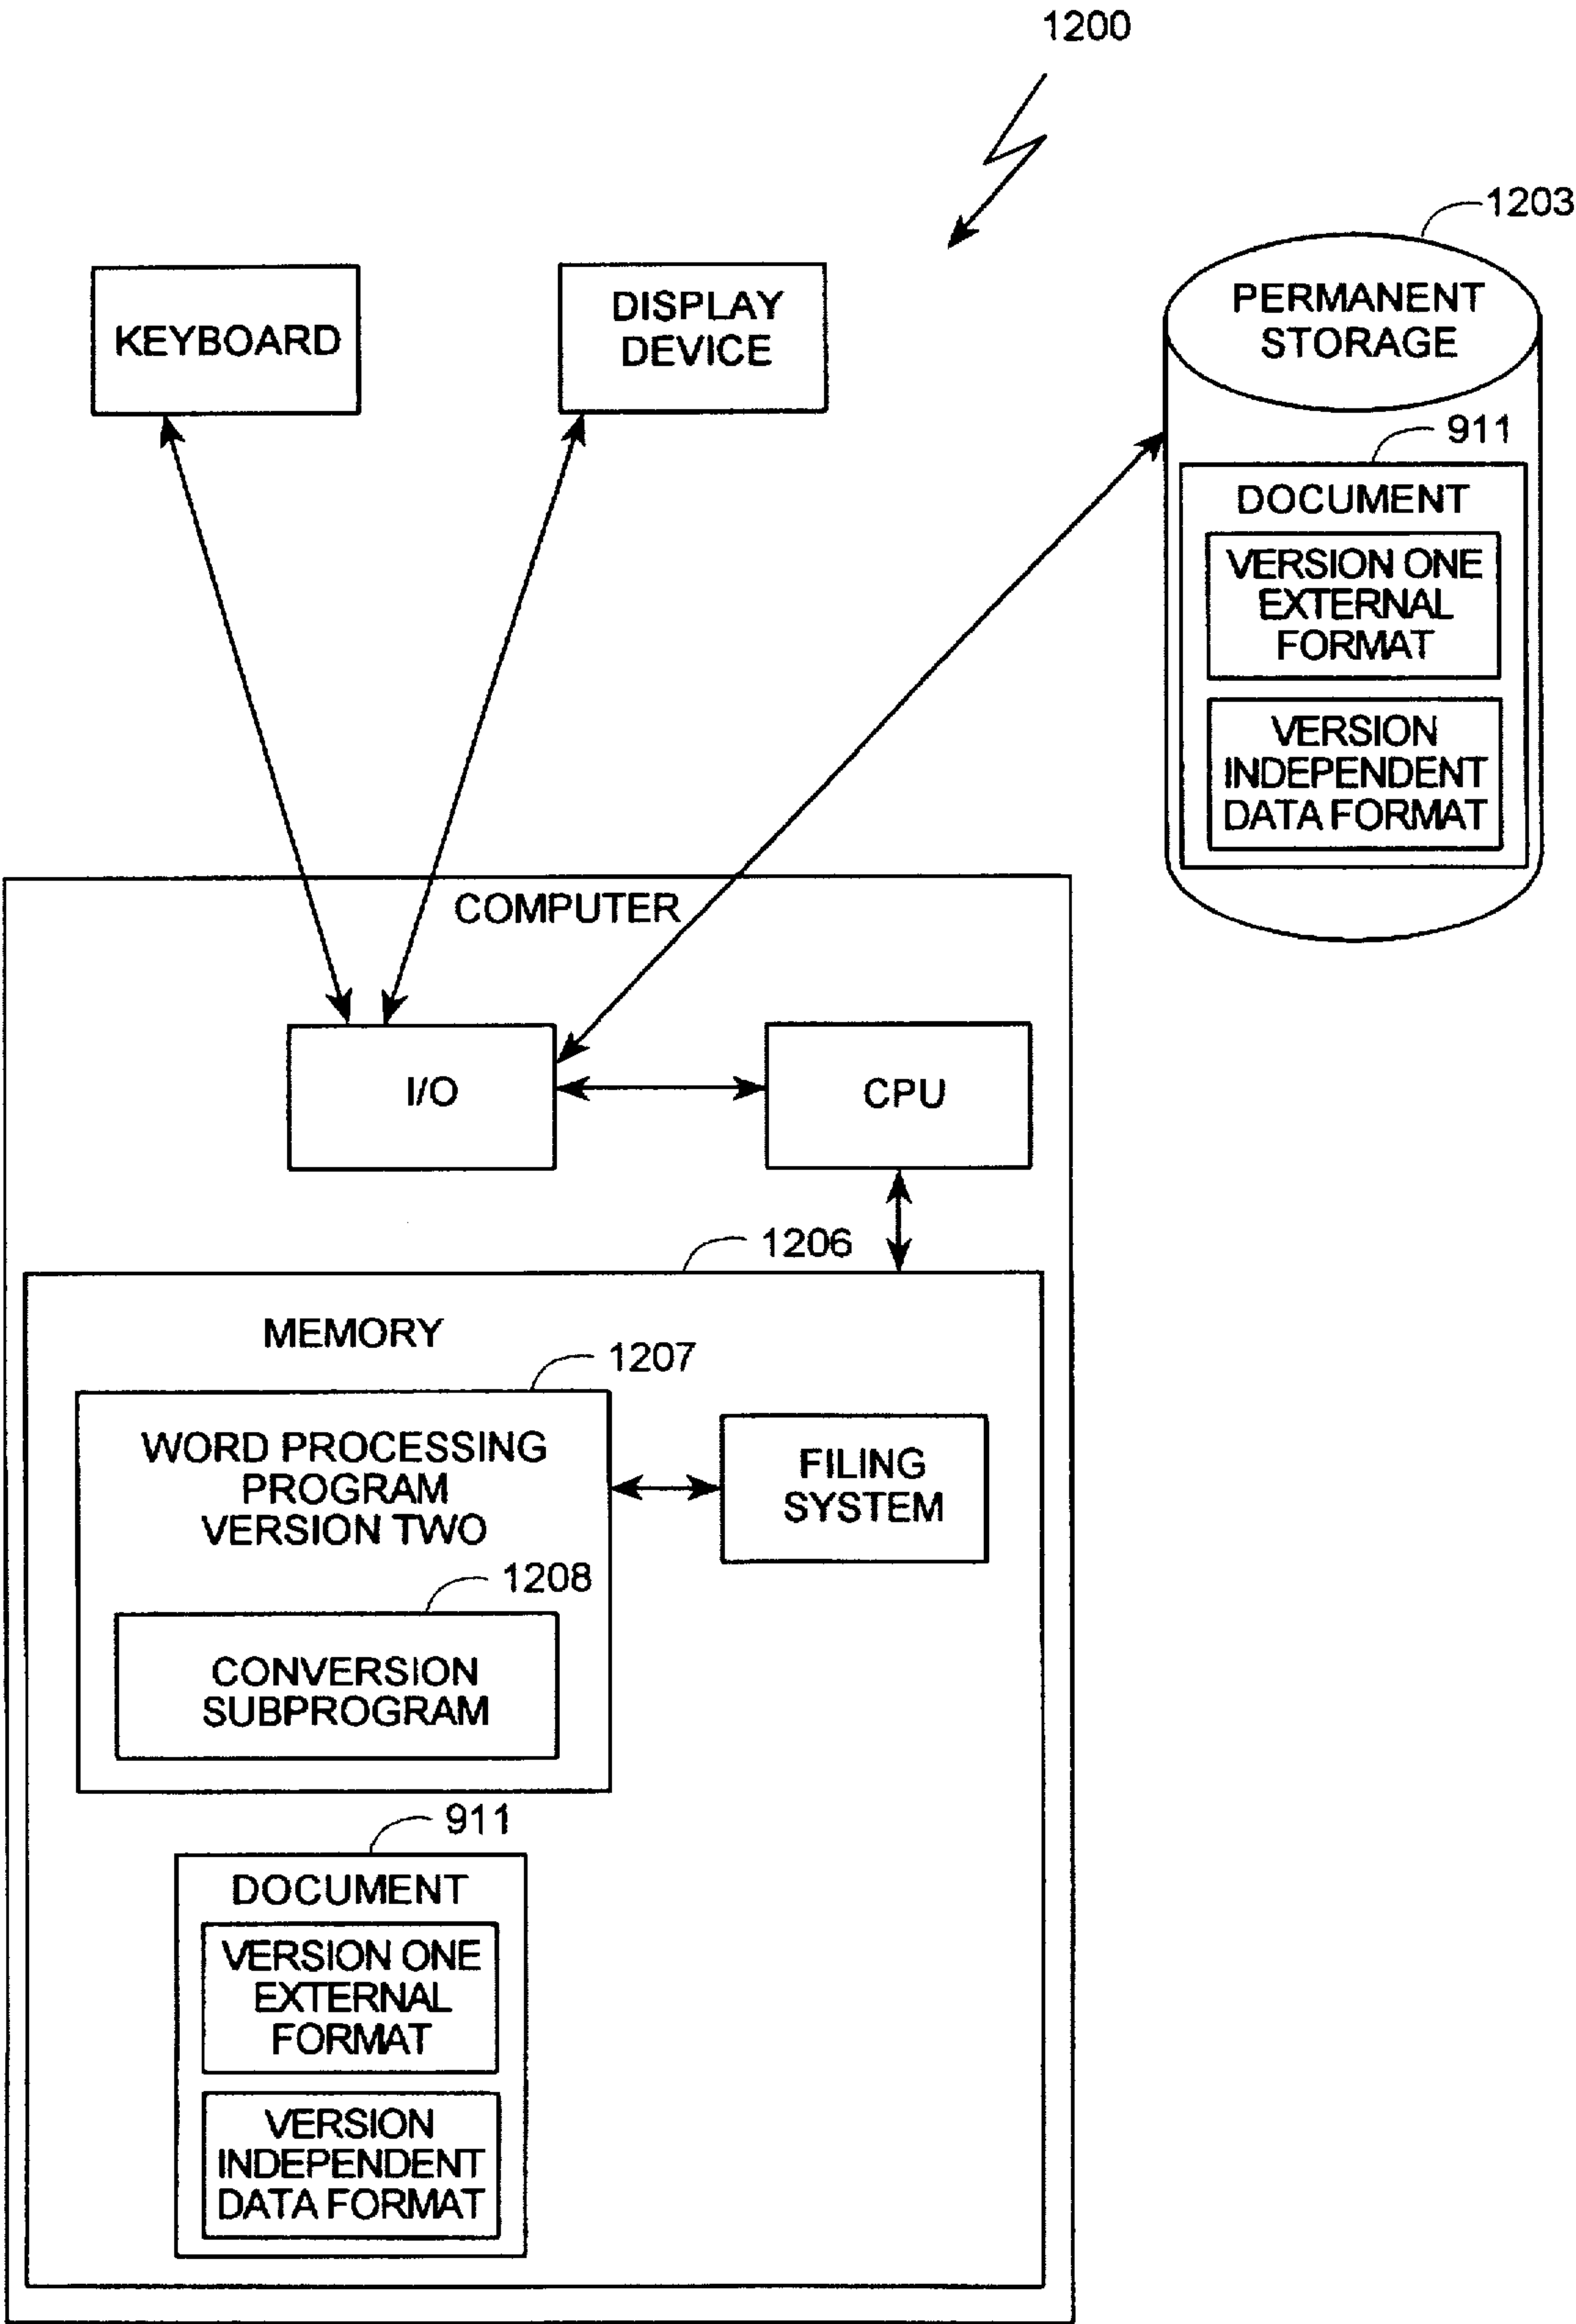 1200
1203
KEYBOARD
DISPLAY
DEVICE
PERMANENT
STORAGE
911
DOCUMENT
VERSION ONE
EXTERNAL
FORMAT
VERSION
INDEPENDENT
DATA FORMAT
COMPUTER
I/O
CPU
1206
MEMORY
1207
WORD PROCESSING
PROGRAM
VERSION TWO
FILING
SYSTEM
1208
CONVERSION
SUBPROGRAM
911
DOCUMENT
VERSION ONE
EXTERNAL
FORMAT
VERSION
INDEPENDENT
DATA FORMAT